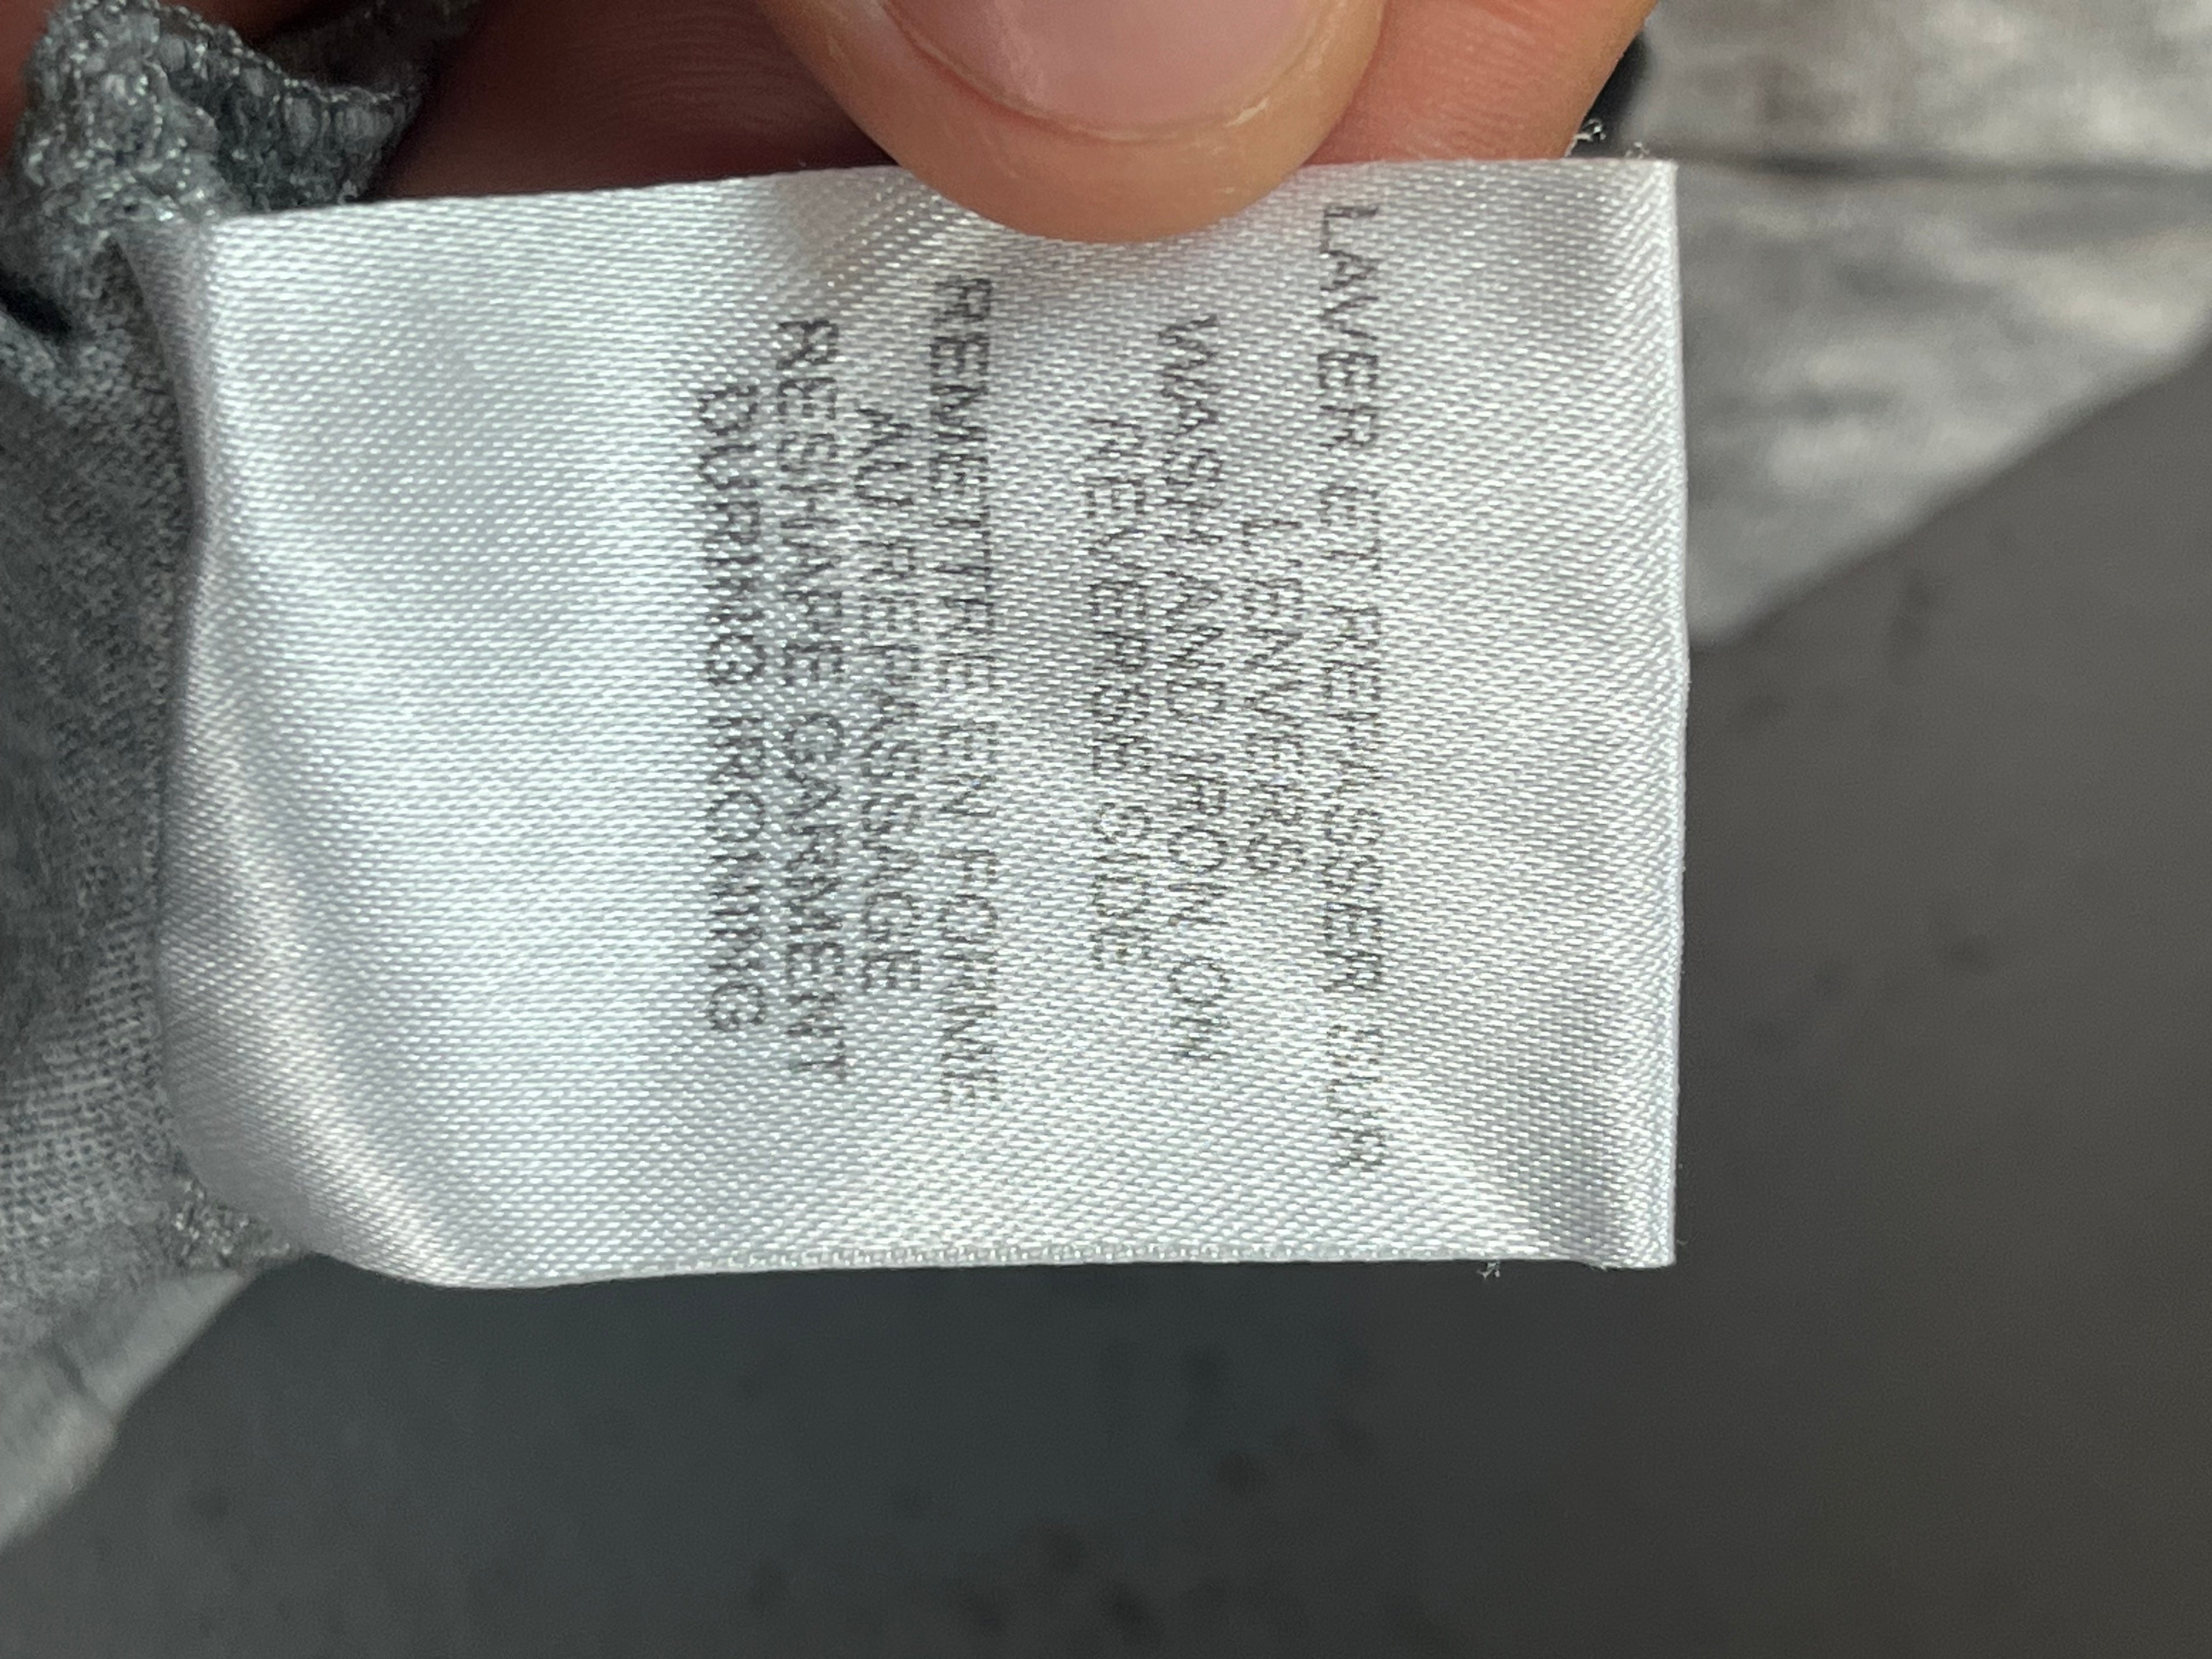 LAVER ET REPASSER SUR
L'ENVERS
WASH AND IRON ON
REVERSE SIDE
REMETTRE EN FORME
AU REPASSAGE
RESHAPE GARMENT
DURING IRONING